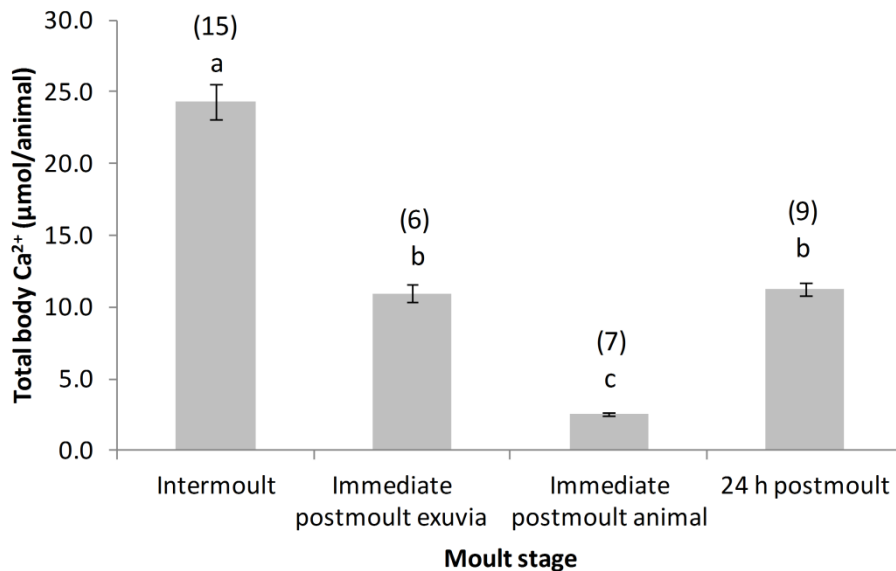 30.0
25.0
20.0
15.0
10.0
5.0
0.0
Total body Ca²⁺ (µmol/animal)
(15)
a
(6)
b
(7)
c
(9)
b
Intermoult
Immediate
postmoult exuvia
Immediate
postmoult animal
24 h postmoult
Moult stage